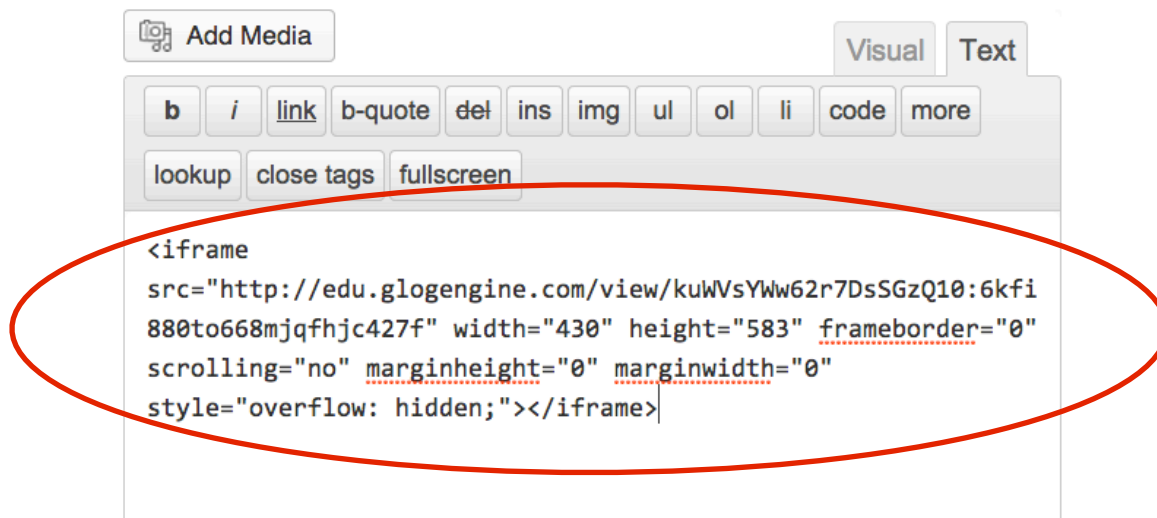 Add Media
Visual Text
b i link b-quote del ins img ul ol li code more
lookup close tags fullscreen
<iframe
src="http://edu.glogengine.com/view/kuWVsYWw62r7DsSGzQ10:6kfi
880to668mjqfhjc427f" width="430" height="583" frameborder="0"
scrolling="no" marginheight="0" marginwidth="0"
style="overflow: hidden;"></iframe>